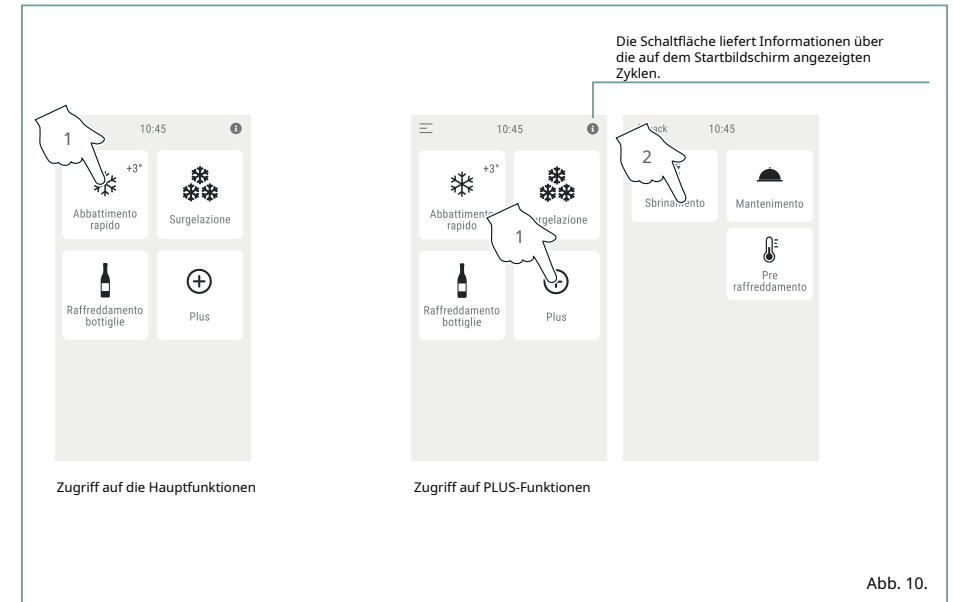 Die Schaltfläche liefert Informationen über
die auf dem Startbildschirm angezeigten
Zyklen.
1
10:45
+3°
Abbattimento
rapido
Surgelazione
Raffreddamento
bottiglie
Plus
Zugriff auf die Hauptfunktionen
10:45
+3°
Abbattimento
rapido
1
Raffreddamento
bottiglie
Plus
Zugriff auf PLUS-Funktionen
10:45
2
Mantenimento
Pre
raffreddamento
Abb. 10.